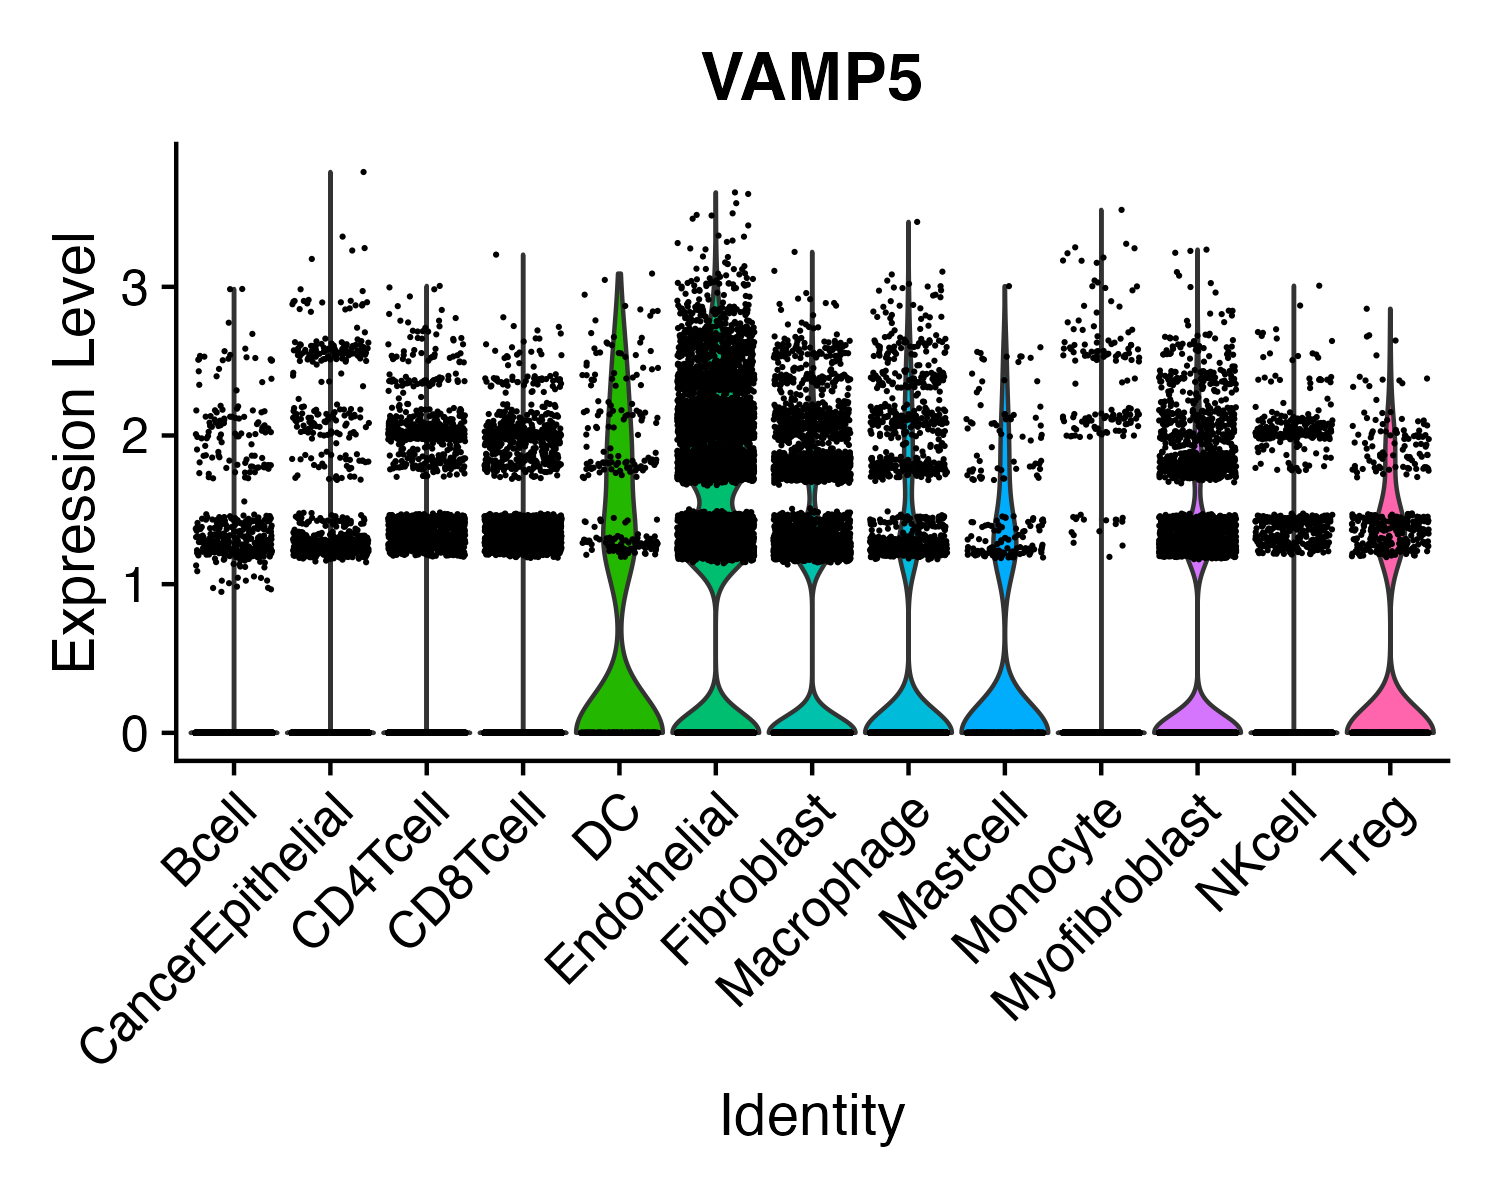 VAMP5
Expression Level
3
2
1
0
Bcell
CancerEpithelial
CD4Tcell
CD8Tcell
DC
Endothelial
Fibroblast
Macrophage
Mastcell
Monocyte
Myofibroblast
NKcell
Treg
Identity